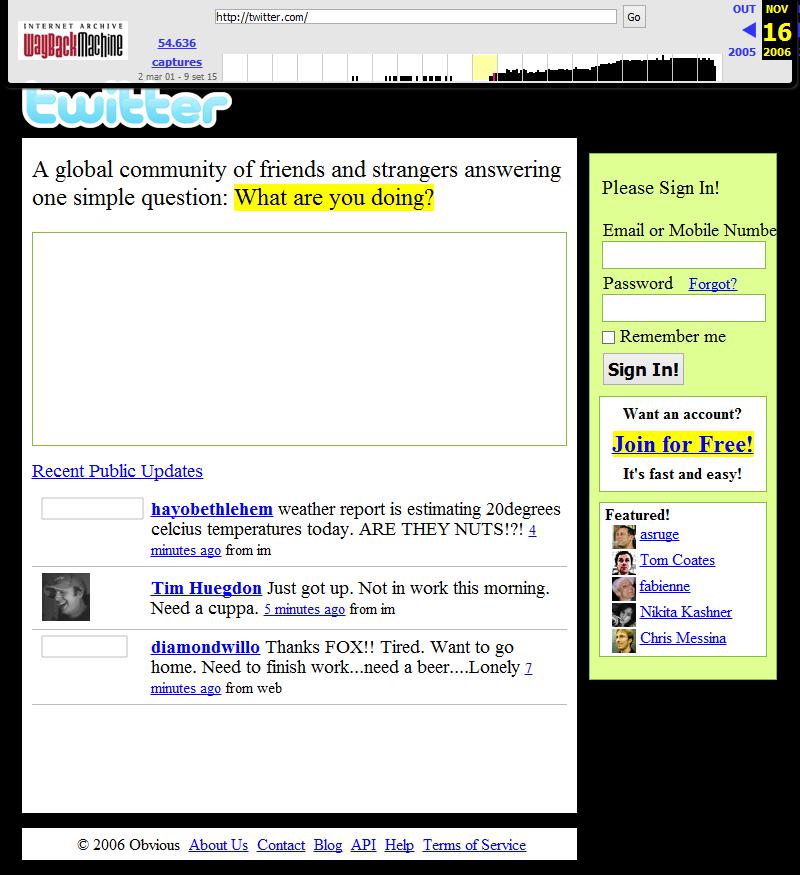 INTERNET ARCHIVE
WayBackMachine
http://twitter.com/
Go
54.636
captures
2 mar 01 - 9 set 15
OUT
NOV
16
2005
2006
twitter
A global community of friends and strangers answering
one simple question: What are you doing?
Recent Public Updates
hayobethlehem weather report is estimating 20degrees
celcius temperatures today. ARE THEY NUTS!?! 4
minutes ago from im
Tim Huegdon Just got up. Not in work this morning.
Need a cuppa. 5 minutes ago from im
diamondwillo Thanks FOX!! Tired. Want to go
home. Need to finish work...need a beer....Lonely 7
minutes ago from web
Please Sign In!
Email or Mobile Numbe
Password Forgot?
Remember me
Sign In!
Want an account?
Join for Free!
It's fast and easy!
Featured!
asruge
Tom Coates
fabienne
Nikita Kashner
Chris Messina
© 2006 Obvious About Us Contact Blog API Help Terms of Service